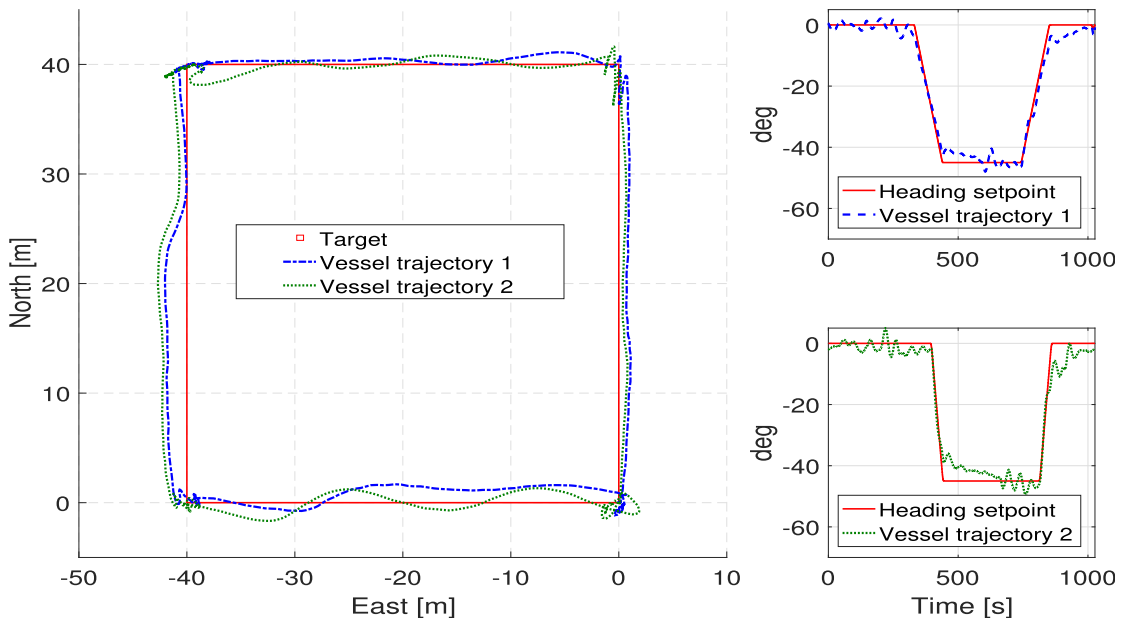 North [m]
40
30
20
10
0
-50
-40
-30
-20
-10
0
10
East [m]
Target
Vessel trajectory 1
Vessel trajectory 2
deg
0
-20
-40
-60
0
500
1000
Heading setpoint
Vessel trajectory 1
deg
0
-20
-40
-60
0
500
1000
Time [s]
Heading setpoint
Vessel trajectory 2